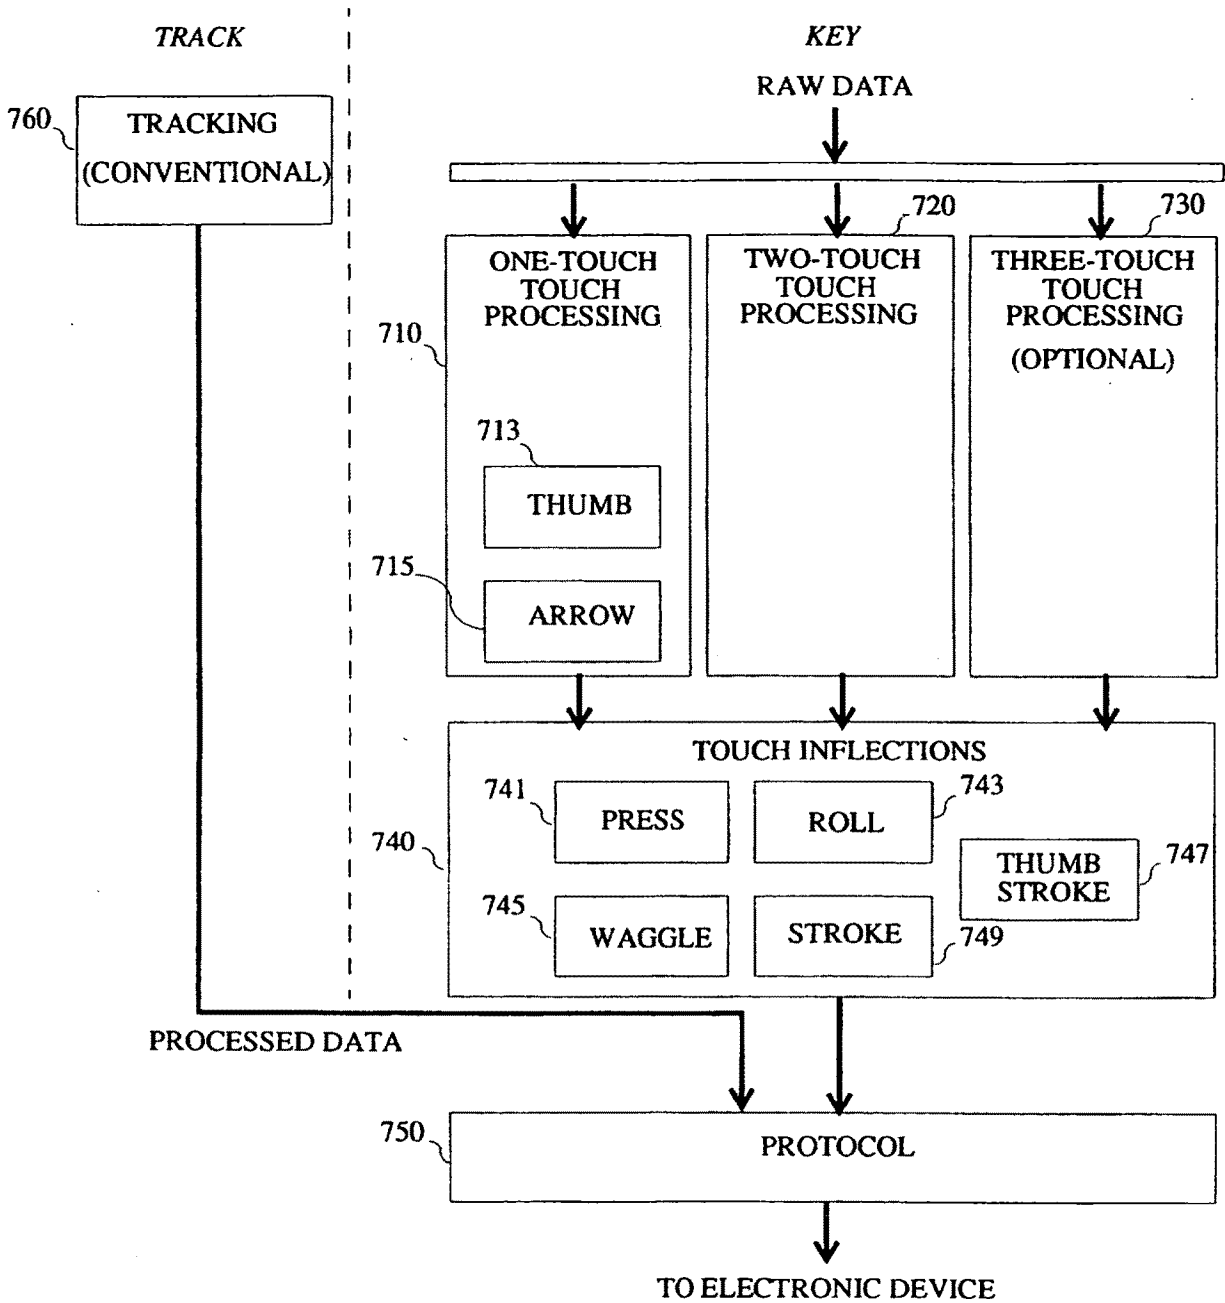 TRACK
KEY
RAW DATA
760
TRACKING
(CONVENTIONAL)
720
730
ONE-TOUCH
TOUCH
PROCESSING
TWO-TOUCH
TOUCH
PROCESSING
THREE-TOUCH
TOUCH
PROCESSING
(OPTIONAL)
710
713
THUMB
715
ARROW
TOUCH INFLECTIONS
741
PRESS
ROLL
743
740
THUMB
STROKE
747
745
WAGGLE
STROKE
749
PROCESSED DATA
750
PROTOCOL
TO ELECTRONIC DEVICE